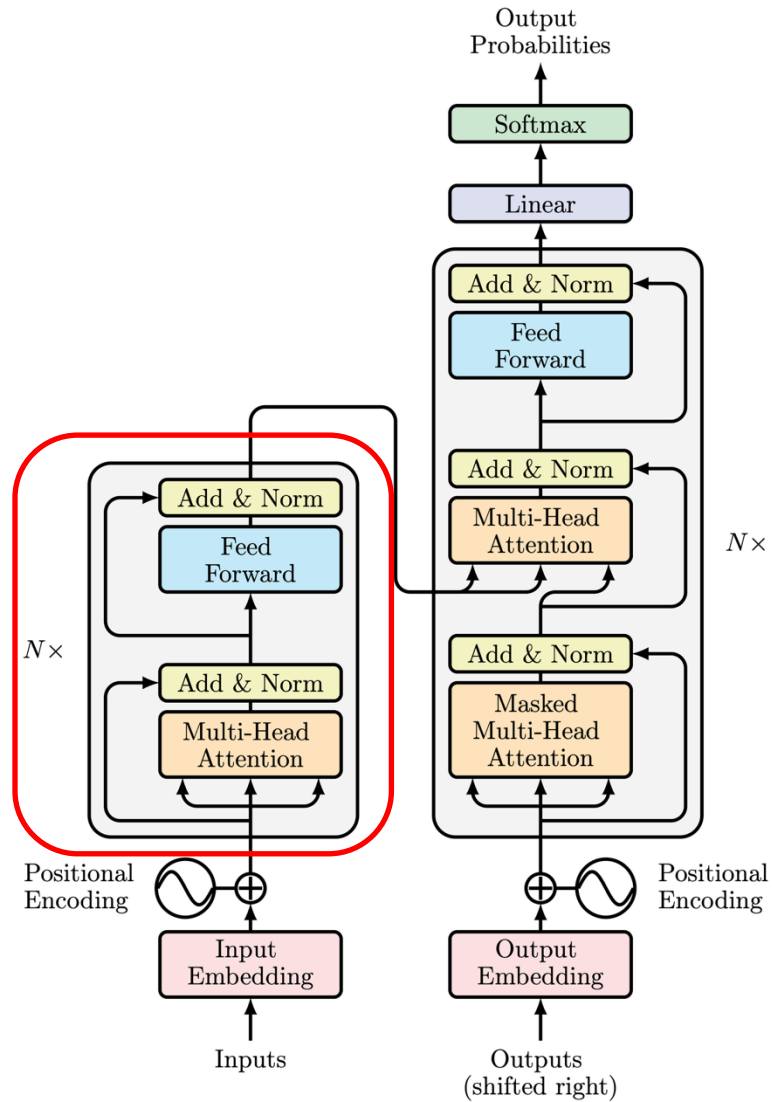 Output
Probabilities
Softmax
Linear
Add & Norm
Feed
Forward
Add & Norm
Multi-Head
Attention
N×
Add & Norm
Masked
Multi-Head
Attention
Add & Norm
Feed
Forward
N×
Add & Norm
Multi-Head
Attention
Positional
Encoding
Input
Embedding
Inputs
Positional
Encoding
Output
Embedding
Outputs
(shifted right)